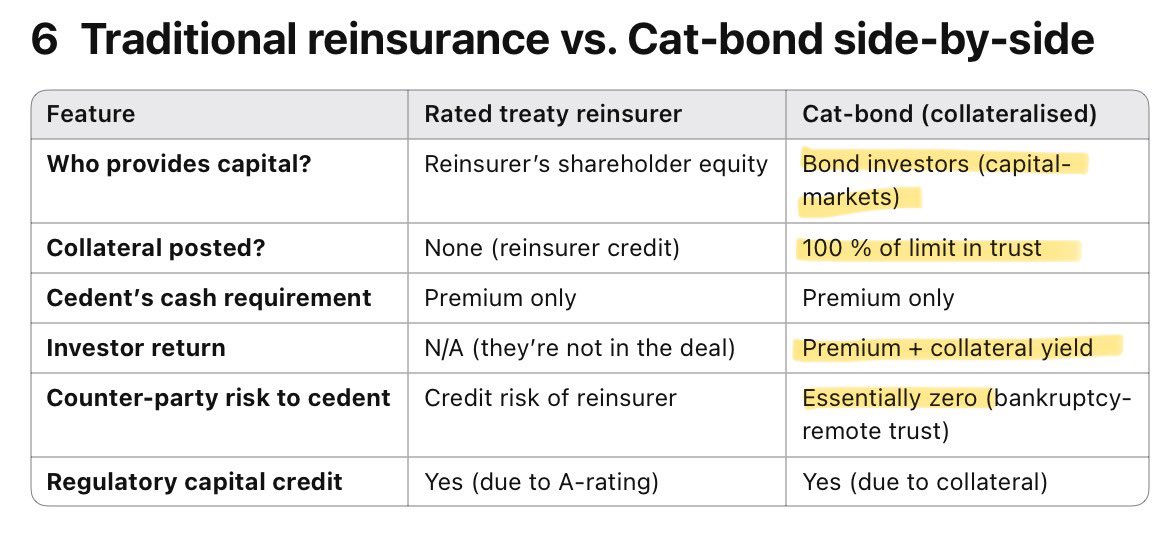 6 Traditional reinsurance vs. Cat-bond side-by-side
Feature
Rated treaty reinsurer
Cat-bond (collateralised)
Who provides capital?
Reinsurer’s shareholder equity
Bond investors (capital-
markets)
Collateral posted?
None (reinsurer credit)
100 % of limit in trust
Cedent’s cash requirement
Premium only
Premium only
Investor return
N/A (they’re not in the deal)
Premium + collateral yield
Counter-party risk to cedent
Credit risk of reinsurer
Essentially zero (bankruptcy-
remote trust)
Regulatory capital credit
Yes (due to A-rating)
Yes (due to collateral)